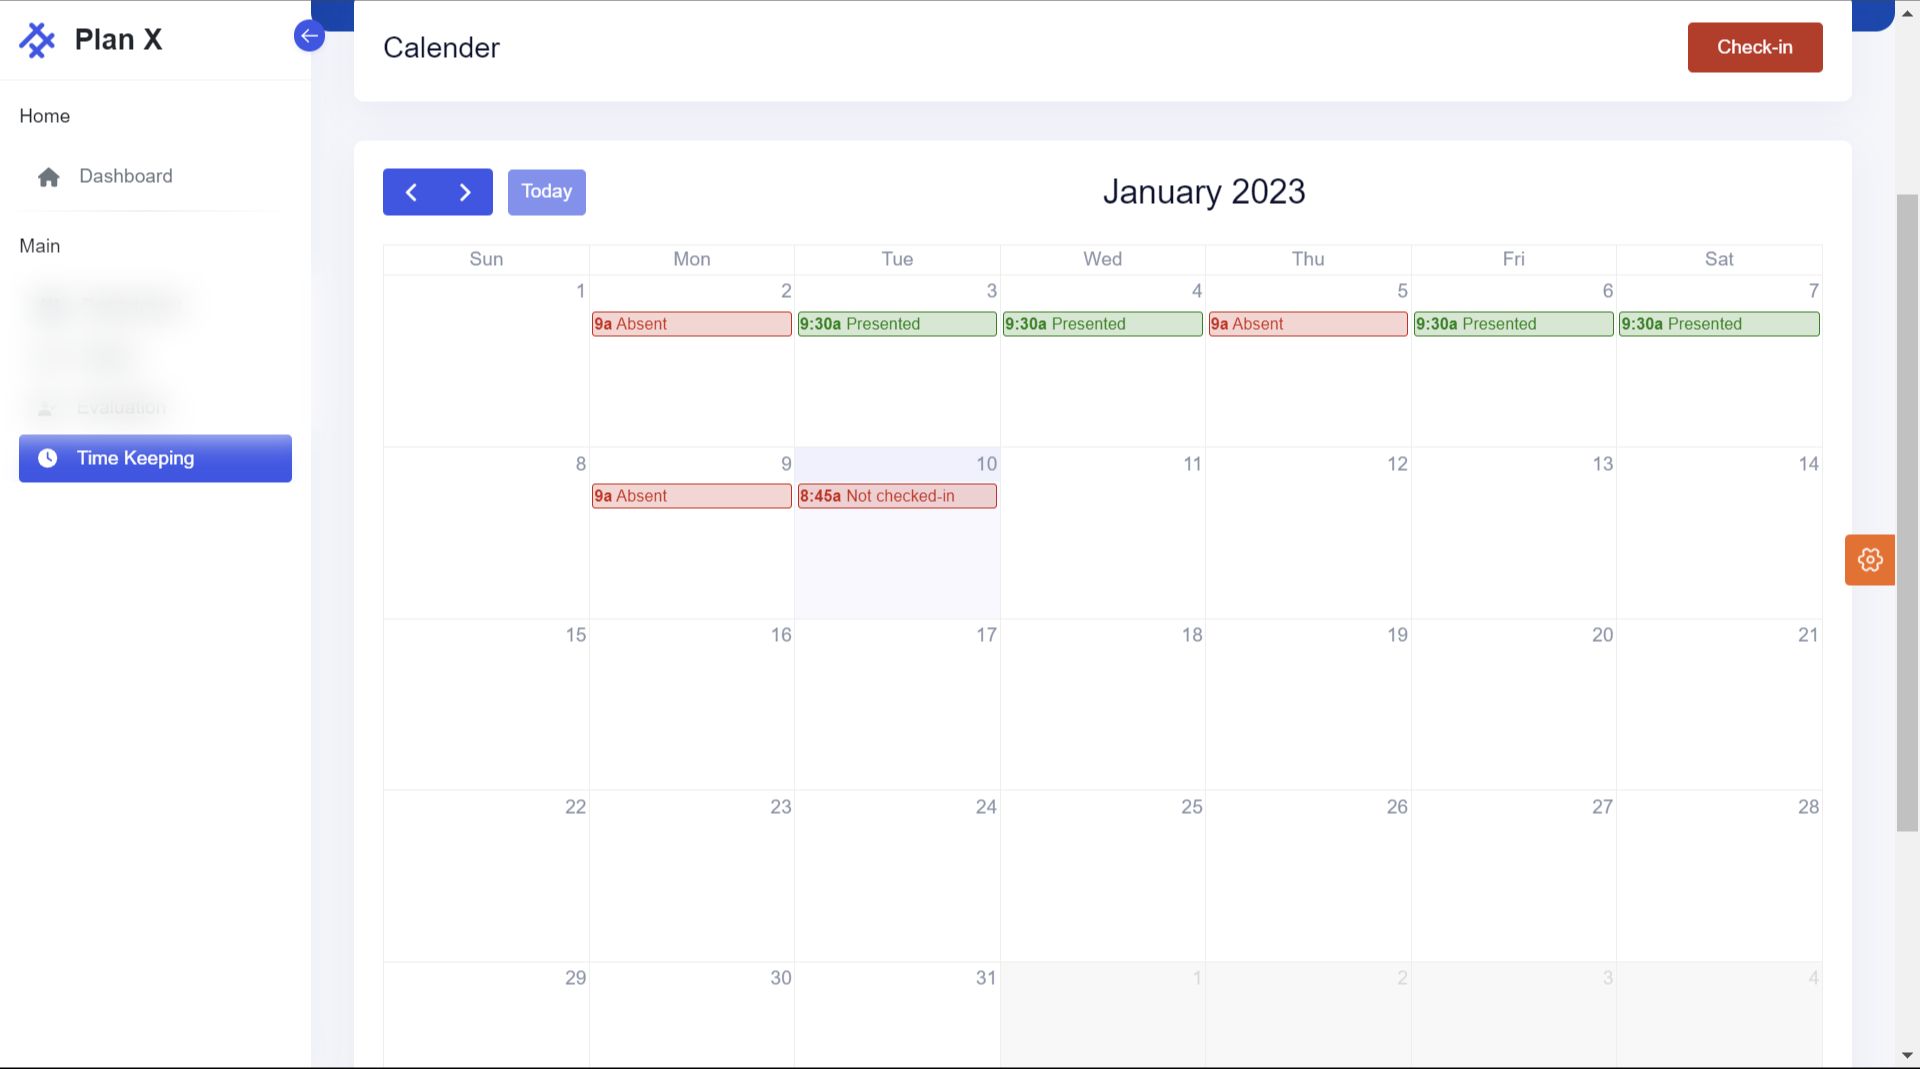 Plan X
Home
Dashboard
Main
Evaluation
Time Keeping
Calender
Check-in
Today
January 2023
Sun Mon Tue Wed Thu Fri Sat
1 2 3 4 5 6 7
9a Absent 9:30a Presented 9:30a Presented 9a Absent 9:30a Presented 9:30a Presented
8 9 10 11 12 13 14
9a Absent 8:45a Not checked-in
15 16 17 18 19 20 21
22 23 24 25 26 27 28
29 30 31 1 2 3 4